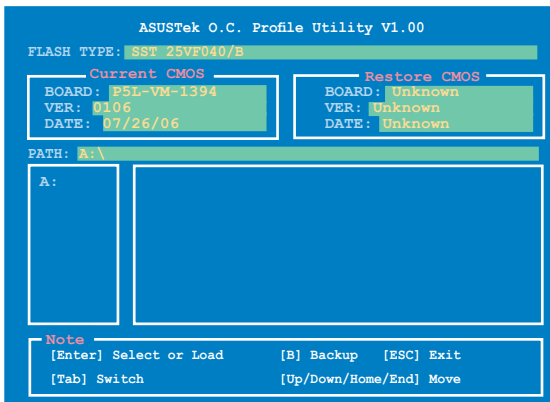 ASUSTek O.C. Profile Utility V1.00
FLASH TYPE: SST 25VF040/B
Current CMOS
BOARD: P5L-VM-1394
VER: 0106
DATE: 07/26/06
Restore CMOS
BOARD: Unknown
VER: Unknown
DATE: Unknown
PATH: A:\
A:
Note
[Enter] Select or Load [B] Backup [ESC] Exit
[Tab] Switch [Up/Down/Home/End] Move